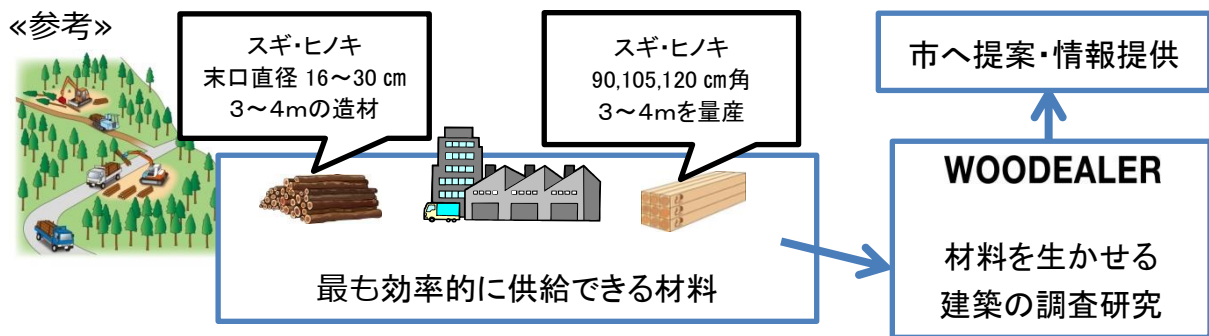 ≪参考≫
スギ・ヒノキ
末口直径 16～30 ㎝
３～４ｍの造材
スギ・ヒノキ
90,105,120 ㎝角
３～４ｍを量産
市へ提案・情報提供
最も効率的に供給できる材料
WOODEALER
材料を生かせる
建築の調査研究